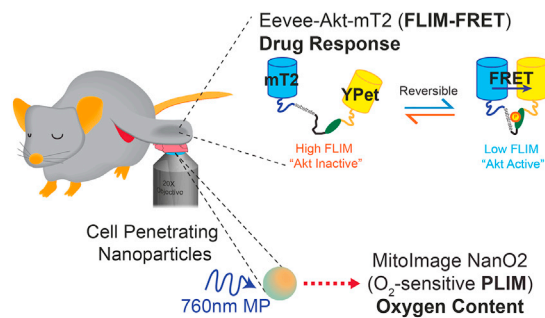 Eevee-Akt-mT2 (FLIM-FRET)
Drug Response
mT2
YPet
substrate
Reversible
FRET
P
High FLIM
"Akt Inactive"
Low FLIM
"Akt Active"
20X
Objective
Cell Penetrating
Nanoparticles
760nm MP
MitoImage NanO2
(O₂-sensitive PLIM)
Oxygen Content